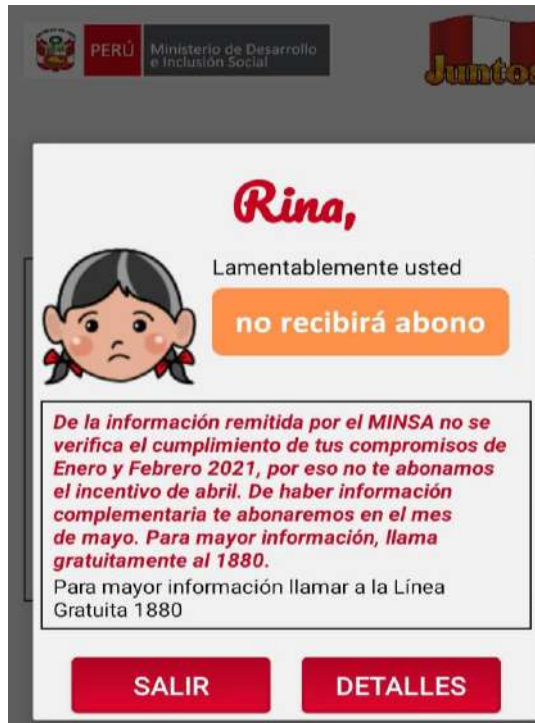 PERÚ Ministerio de Desarrollo
e Inclusión Social
Juntos
Rina,
Lamentablemente usted
no recibirá abono
De la información remitida por el MINSA no se
verifica el cumplimiento de tus compromisos de
Enero y Febrero 2021, por eso no te abonamos
el incentivo de abril. De haber información
complementaria te abonaremos en el mes
de mayo. Para mayor información, llama
gratuitamente al 1880.
Para mayor información llamar a la Línea
Gratuita 1880
SALIR DETALLES